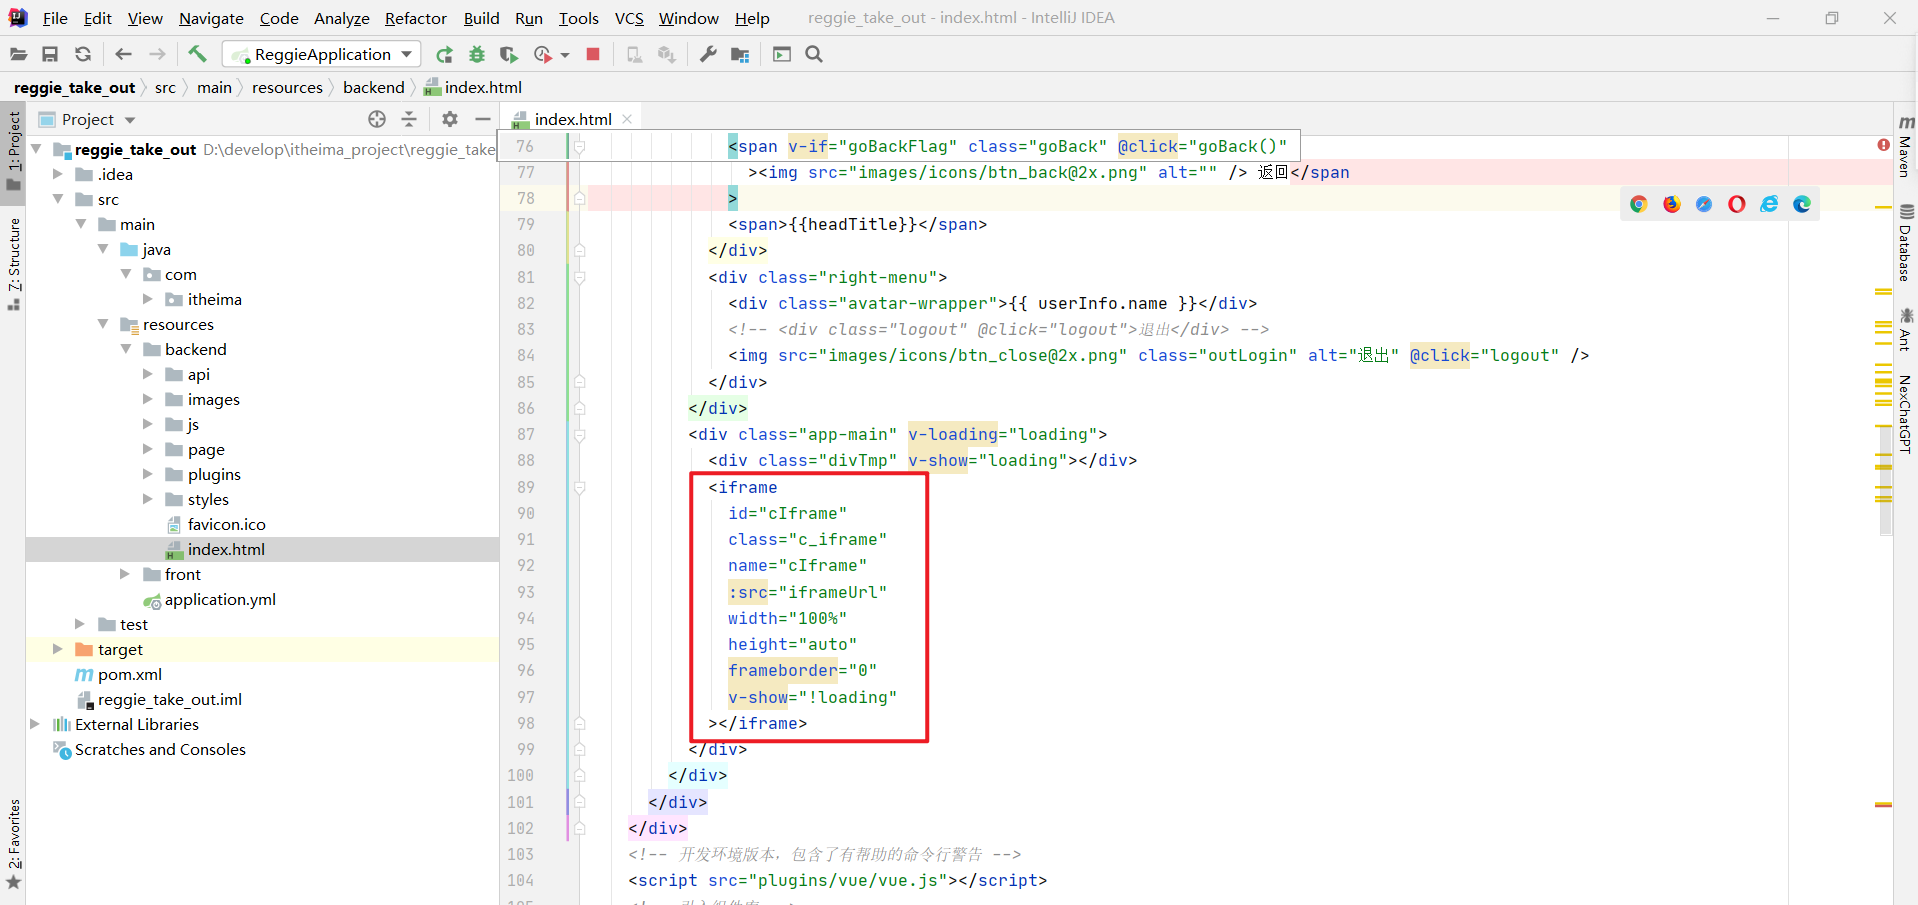 File Edit View Navigate Code Analyze Refactor Build Run Tools VCS Window Help reggie_take_out - index.html - IntelliJ IDEA
ReggieApplication
reggie_take_out src main resources backend index.html
1: Project
7: Structure
2: Favorites
Project
reggie_take_out D:\develop\itheima_project\reggie_take
.idea
src
main
java
com
itheima
resources
backend
api
images
js
page
plugins
styles
favicon.ico
index.html
front
application.yml
test
target
pom.xml
reggie_take_out.iml
External Libraries
Scratches and Consoles
index.html
76 <span v-if="goBackFlag" class="goBack" @click="goBack()"
77 ><img src="images/icons/btn_back@2x.png" alt="" /> 返回</span
78 >
79 <span>{{headTitle}}</span>
80 </div>
81 <div class="right-menu">
82 <div class="avatar-wrapper">{{ userInfo.name }}</div>
83 <!-- <div class="logout" @click="logout">退出</div> -->
84 <img src="images/icons/btn_close@2x.png" class="outLogin" alt="退出" @click="logout" />
85 </div>
86 </div>
87 <div class="app-main" v-loading="loading">
88 <div class="divTmp" v-show="loading"></div>
89 <iframe
90 id="cIframe"
91 class="c_iframe"
92 name="cIframe"
93 :src="iframeUrl"
94 width="100%"
95 height="auto"
96 frameborder="0"
97 v-show="!loading"
98 ></iframe>
99 </div>
100 </div>
101 </div>
102 </div>
103 <!-- 开发环境版本，包含了有帮助的命令行警告 -->
104 <script src="plugins/vue/vue.js"></script>
Maven
Database
Ant
NexChatGPT